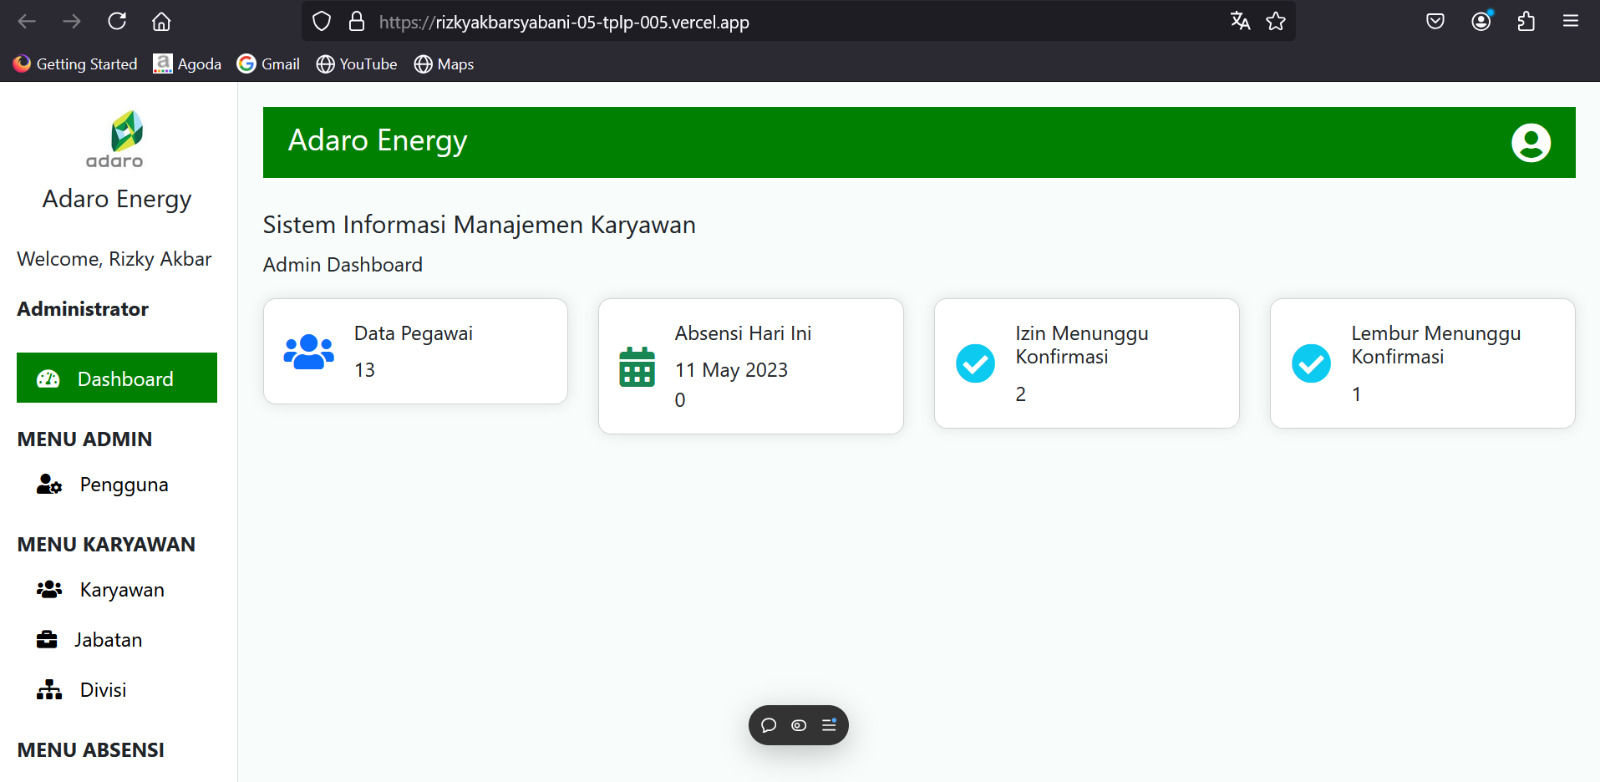 https://rizkyakbarsyabani-05-tplp-005.vercel.app
Getting Started
Agoda
Gmail
YouTube
Maps
adaro
Adaro Energy
Welcome, Rizky Akbar
Administrator
Dashboard
MENU ADMIN
Pengguna
MENU KARYAWAN
Karyawan
Jabatan
Divisi
MENU ABSENSI
Adaro Energy
Sistem Informasi Manajemen Karyawan
Admin Dashboard
Data Pegawai
13
Absensi Hari Ini
11 May 2023
0
Izin Menunggu
Konfirmasi
2
Lembur Menunggu
Konfirmasi
1